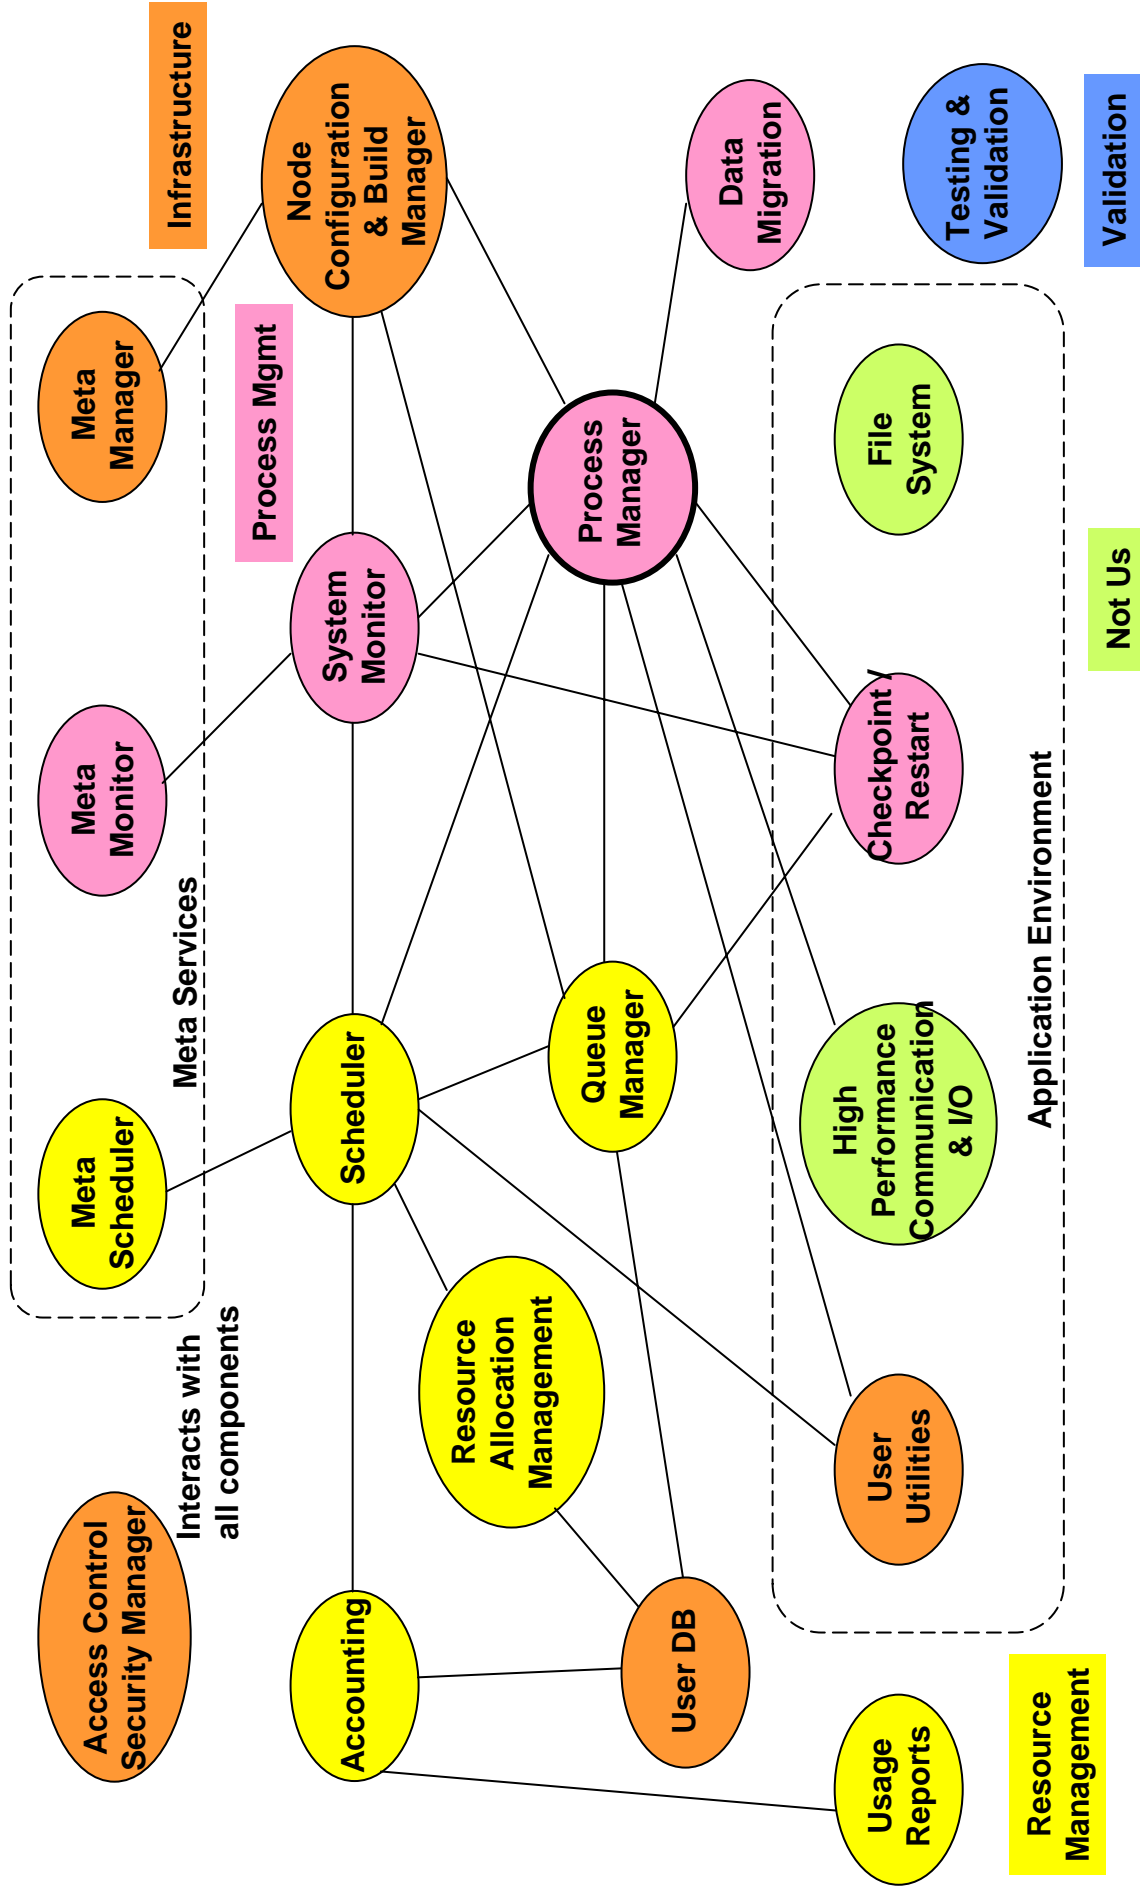 Access Control
Security Manager
Interacts with
all components
Meta
Scheduler
Meta
Monitor
Meta
Manager
Meta Services
Infrastructure
Accounting
Scheduler
System
Monitor
Process Mgmt
Node
Configuration
& Build
Manager
Resource
Allocation
Management
Queue
Manager
Process
Manager
User DB
Data
Migration
Usage
Reports
User
Utilities
High
Performance
Communication
& I/O
Checkpoint /
Restart
File
System
Testing &
Validation
Application Environment
Resource
Management
Not Us
Validation